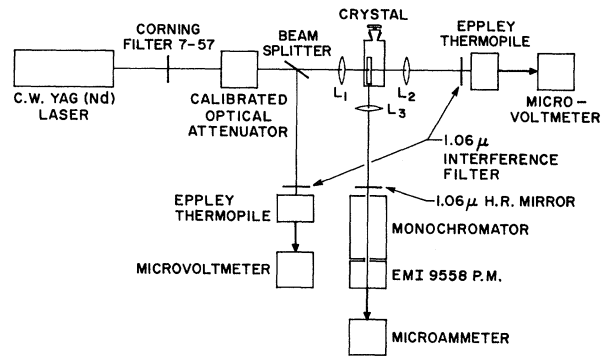 CRYSTAL
CORNING
FILTER 7-57
BEAM
SPLITTER
EPPLEY
THERMOPILE
L1
L2
C.W. YAG (Nd)
LASER
CALIBRATED
OPTICAL
ATTENUATOR
MICRO-
VOLTMETER
L3
1.06μ
INTERFERENCE
FILTER
EPPLEY
THERMOPILE
1.06μ H.R. MIRROR
MONOCHROMATOR
MICROVOLTMETER
EMI 9558 P.M.
MICROAMMETER